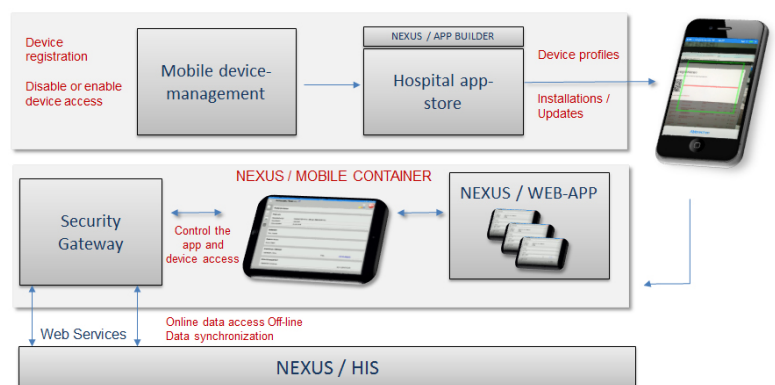 Device
registration
Disable or enable
device access
Mobile device-
management
NEXUS / APP BUILDER
Hospital app-
store
Device profiles
Installations /
Updates
NEXUS / MOBILE CONTAINER
Security
Gateway
Control the
app and
device access
NEXUS / WEB-APP
Web Services
Online data access Off-line
Data synchronization
NEXUS / HIS